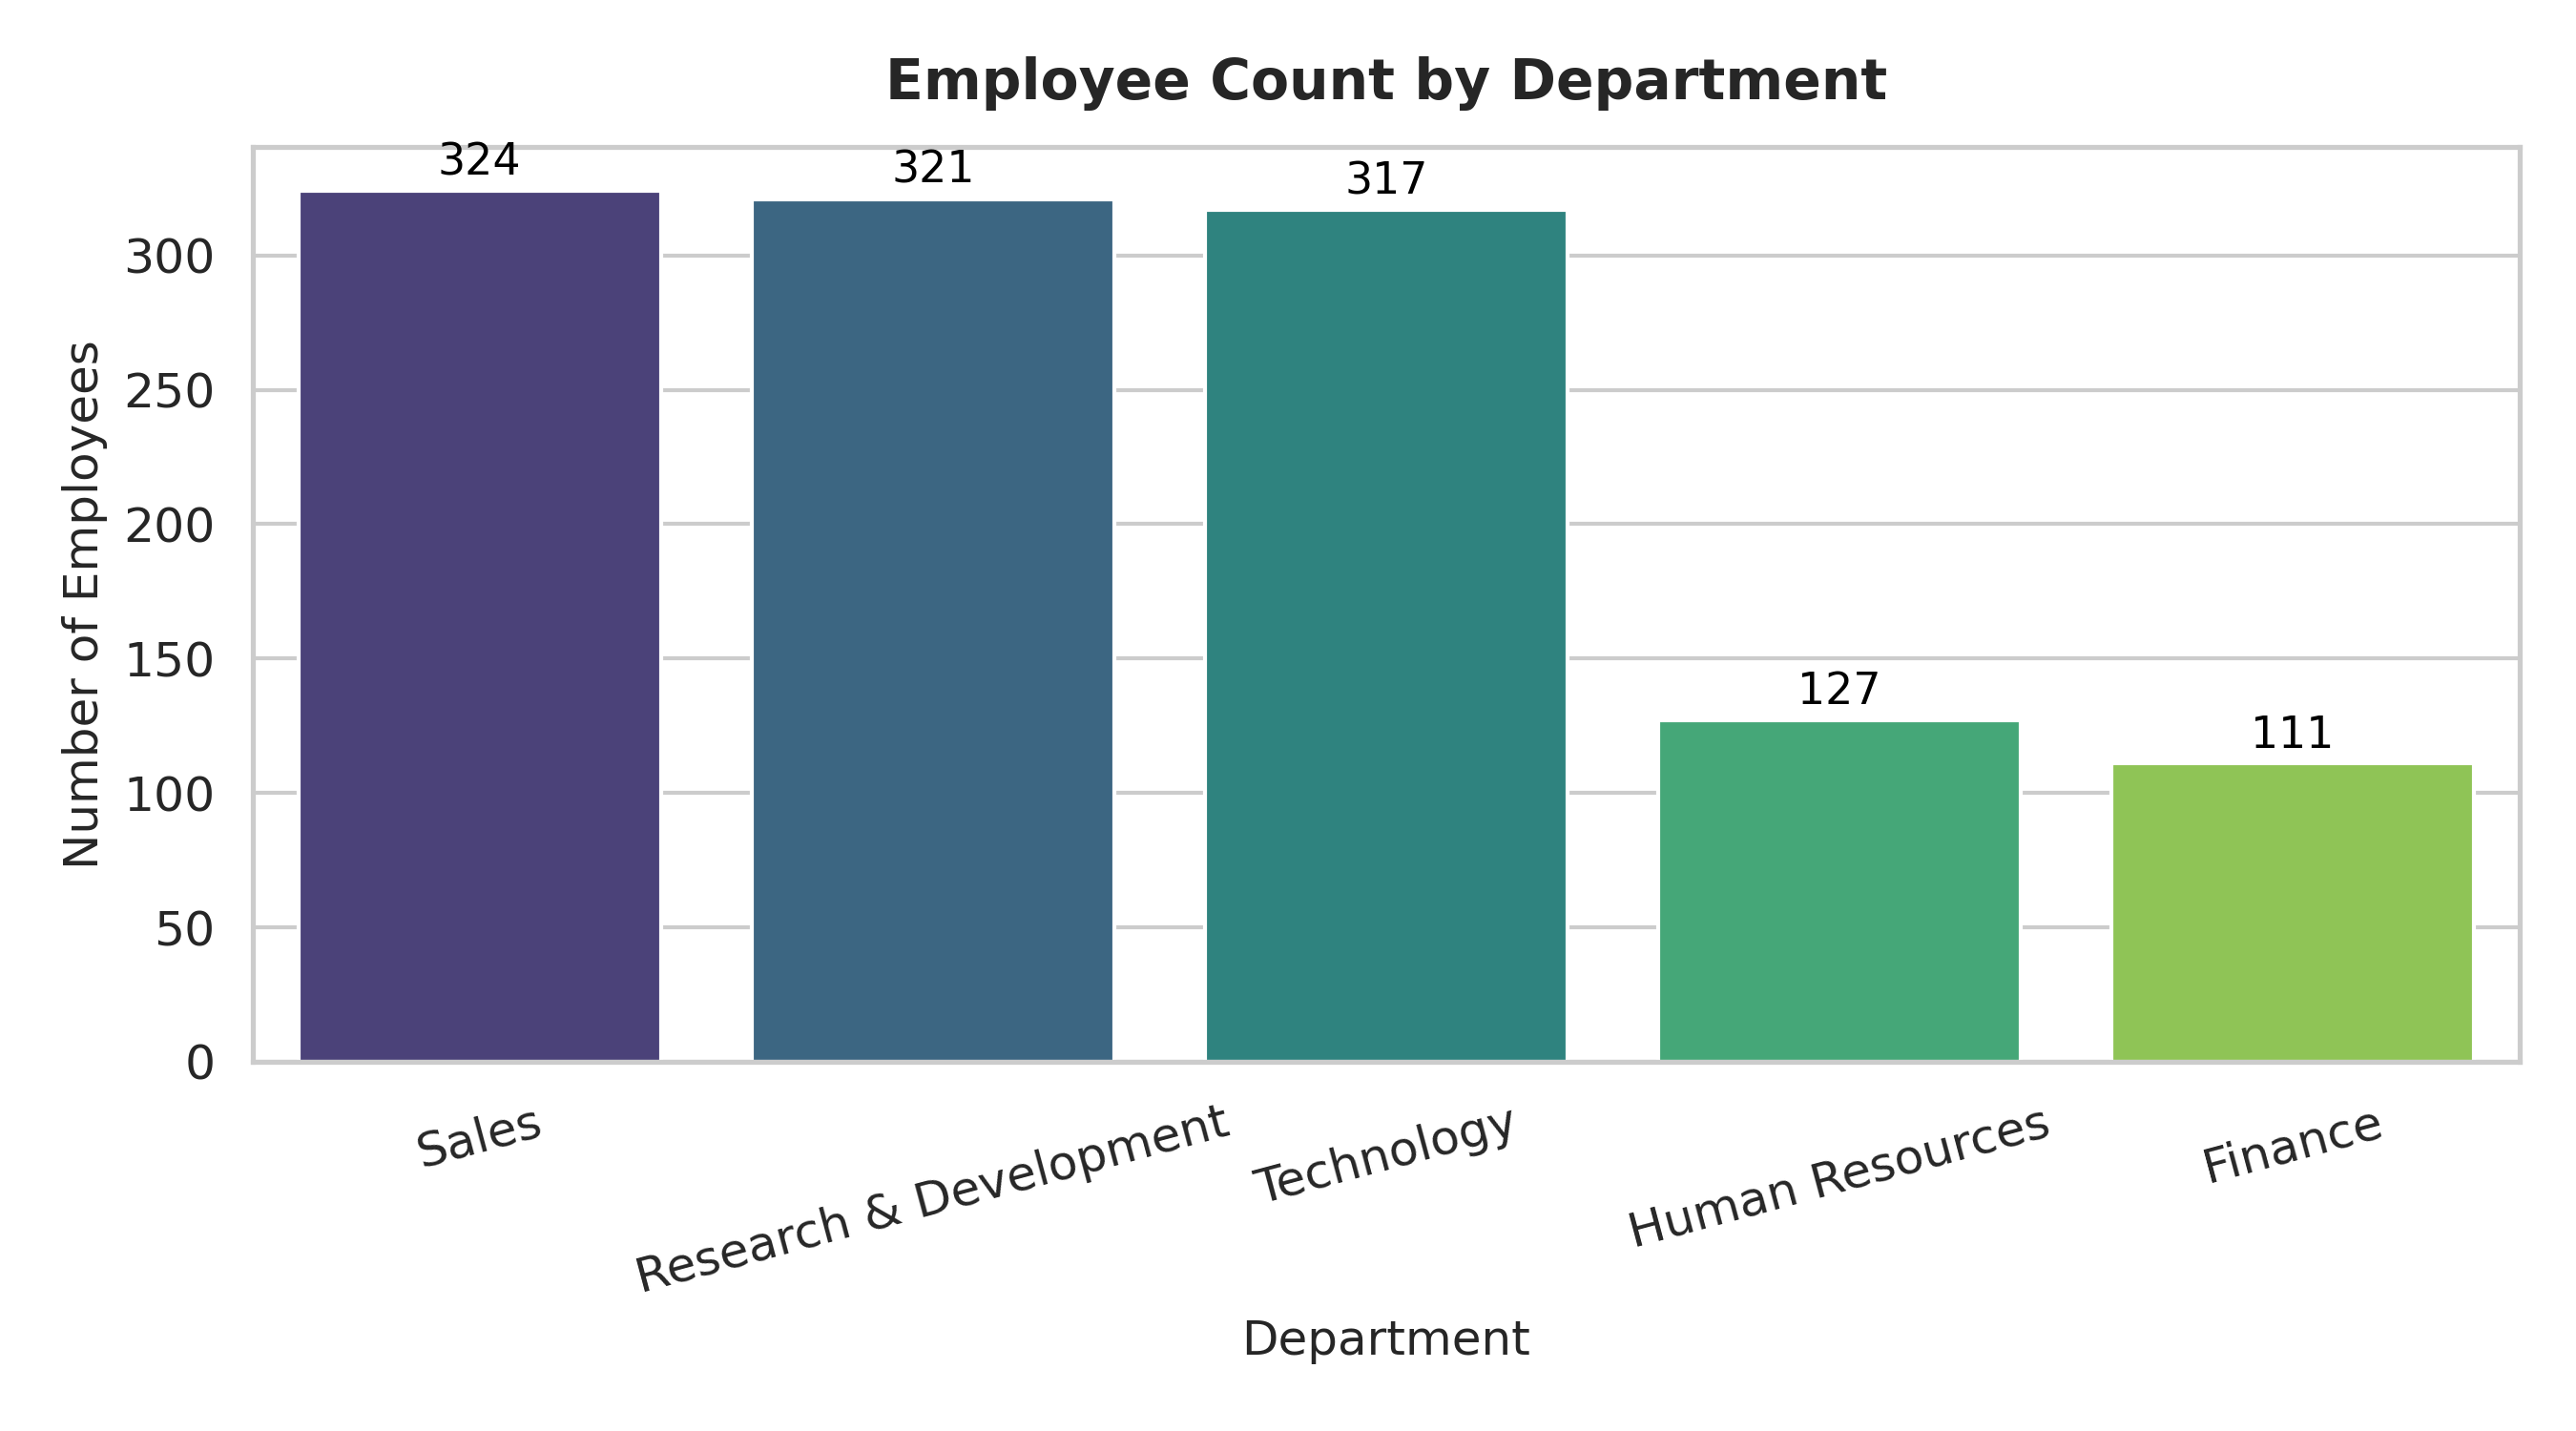 Employee Count by Department
324
321
317
127
111
Number of Employees
300
250
200
150
100
50
0
Sales
Research & Development
Technology
Human Resources
Finance
Department